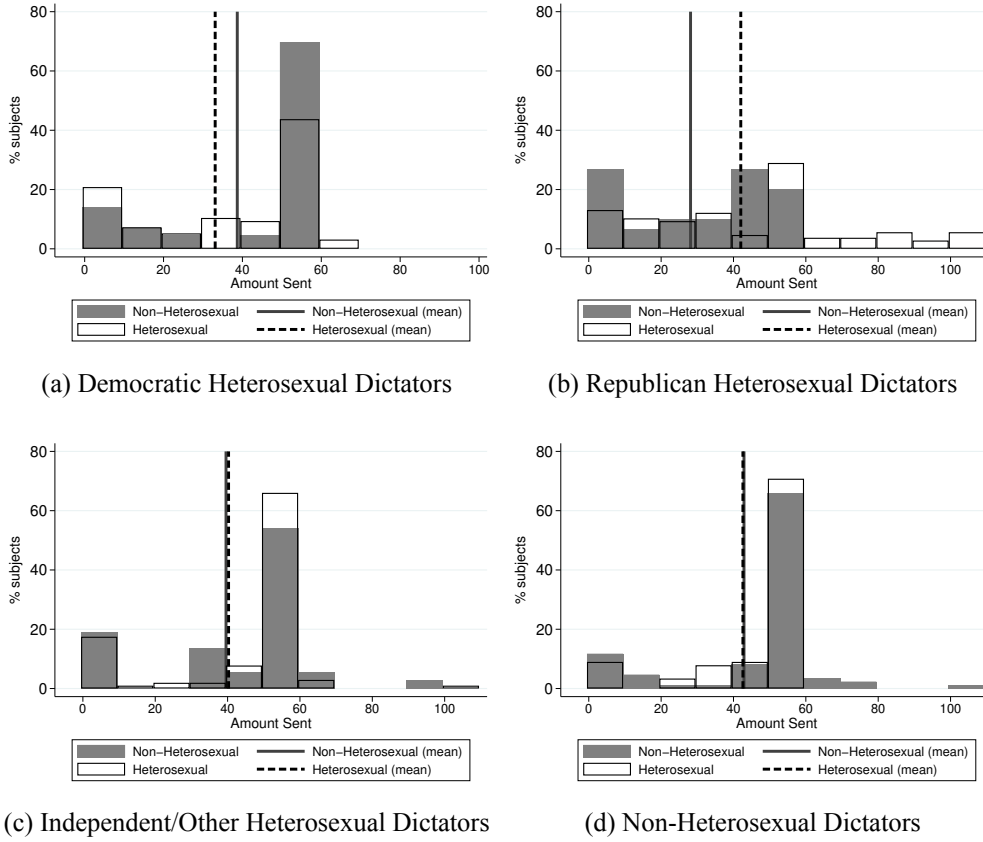 80
60
40
20
0
% subjects
0 20 40 60 80 100
Amount Sent
Non−Heterosexual Non−Heterosexual (mean)
Heterosexual Heterosexual (mean)
(a) Democratic Heterosexual Dictators
80
60
40
20
0
% subjects
0 20 40 60 80 100
Amount Sent
Non−Heterosexual Non−Heterosexual (mean)
Heterosexual Heterosexual (mean)
(b) Republican Heterosexual Dictators
80
60
40
20
0
% subjects
0 20 40 60 80 100
Amount Sent
Non−Heterosexual Non−Heterosexual (mean)
Heterosexual Heterosexual (mean)
(c) Independent/Other Heterosexual Dictators
80
60
40
20
0
% subjects
0 20 40 60 80 100
Amount Sent
Non−Heterosexual Non−Heterosexual (mean)
Heterosexual Heterosexual (mean)
(d) Non-Heterosexual Dictators